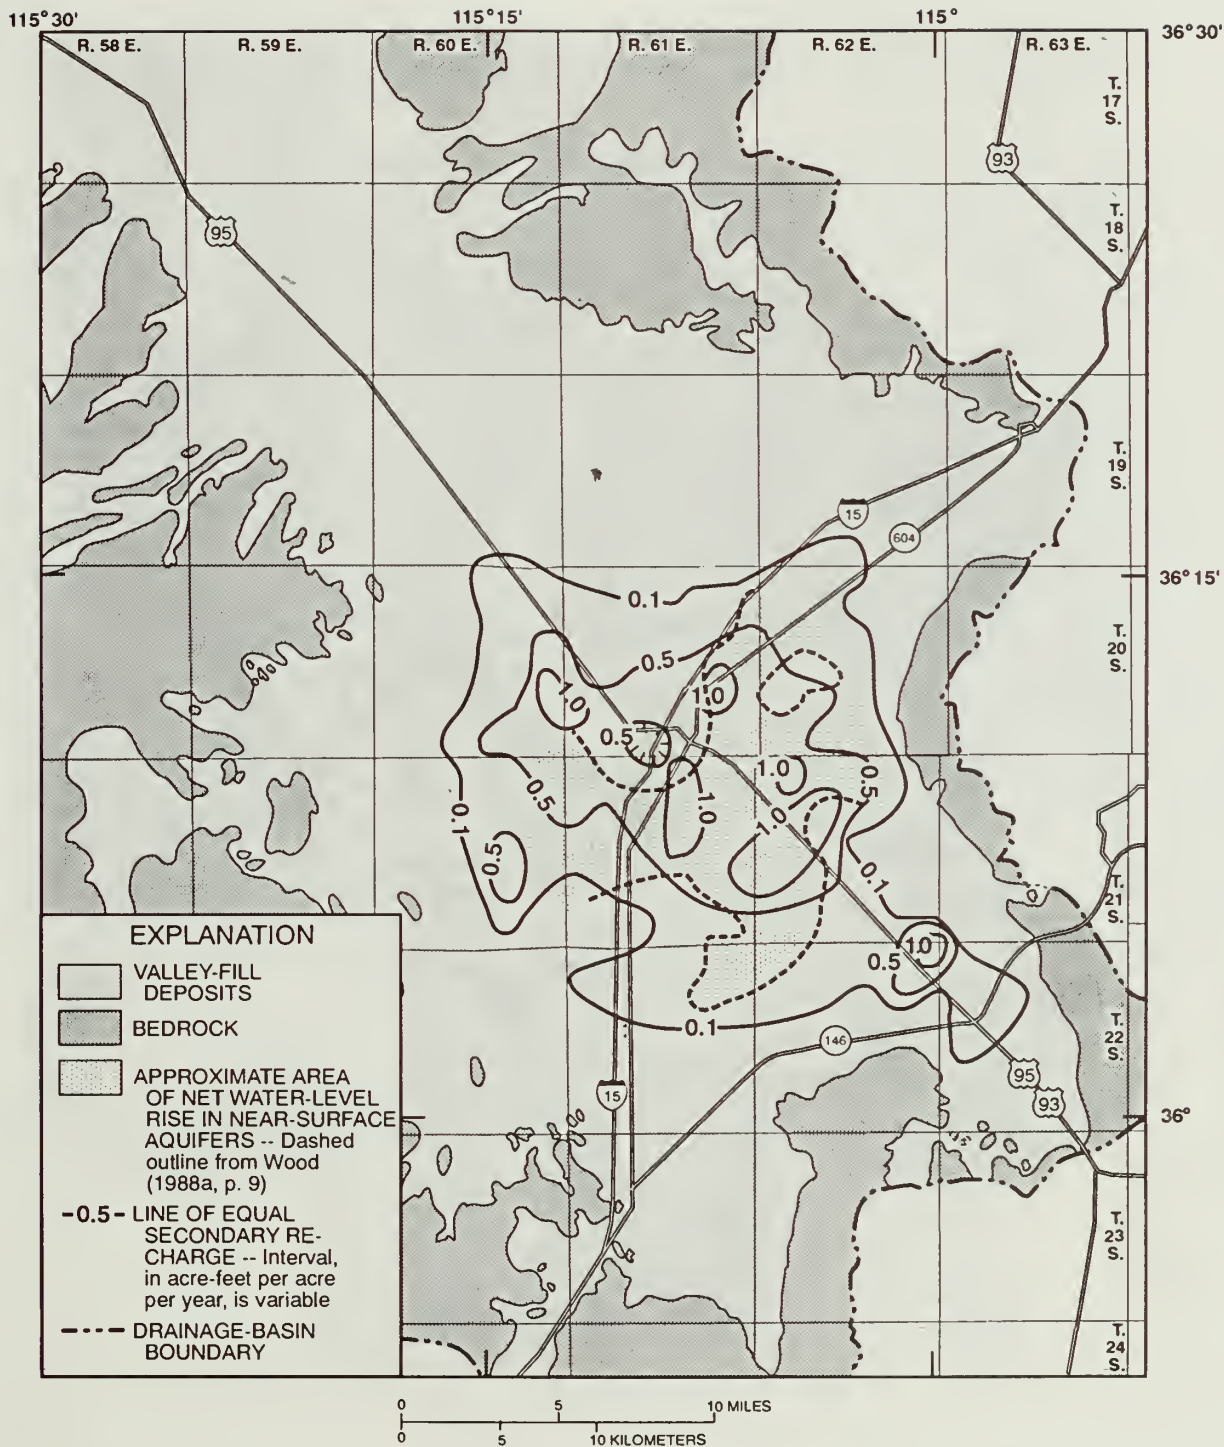 115° 30'
115° 15'
115°
36° 30'
R. 58 E.
R. 59 E.
R. 60 E.
R. 61 E.
R. 62 E.
R. 63 E.
T.
17
S.
93
T.
18
S.
95
T.
19
S.
15
604
36° 15'
0.1
T.
20
S.
0.5
1.0
1.0
0.5
1.0
0.5
0.5
1.0
1.0
0.1
0.5
0.1
T.
21
S.
1.0
0.5
0.1
146
T.
22
S.
95
93
15
36°
T.
23
S.
T.
24
S.
EXPLANATION
VALLEY-FILL
DEPOSITS
BEDROCK
APPROXIMATE AREA
OF NET WATER-LEVEL
RISE IN NEAR-SURFACE
AQUIFERS -- Dashed
outline from Wood
(1988a, p. 9)
-0.5- LINE OF EQUAL
SECONDARY RE-
CHARGE -- Interval,
in acre-feet per acre
per year, is variable
DRAINAGE-BASIN
BOUNDARY
0 5 10 MILES
0 5 10 KILOMETERS